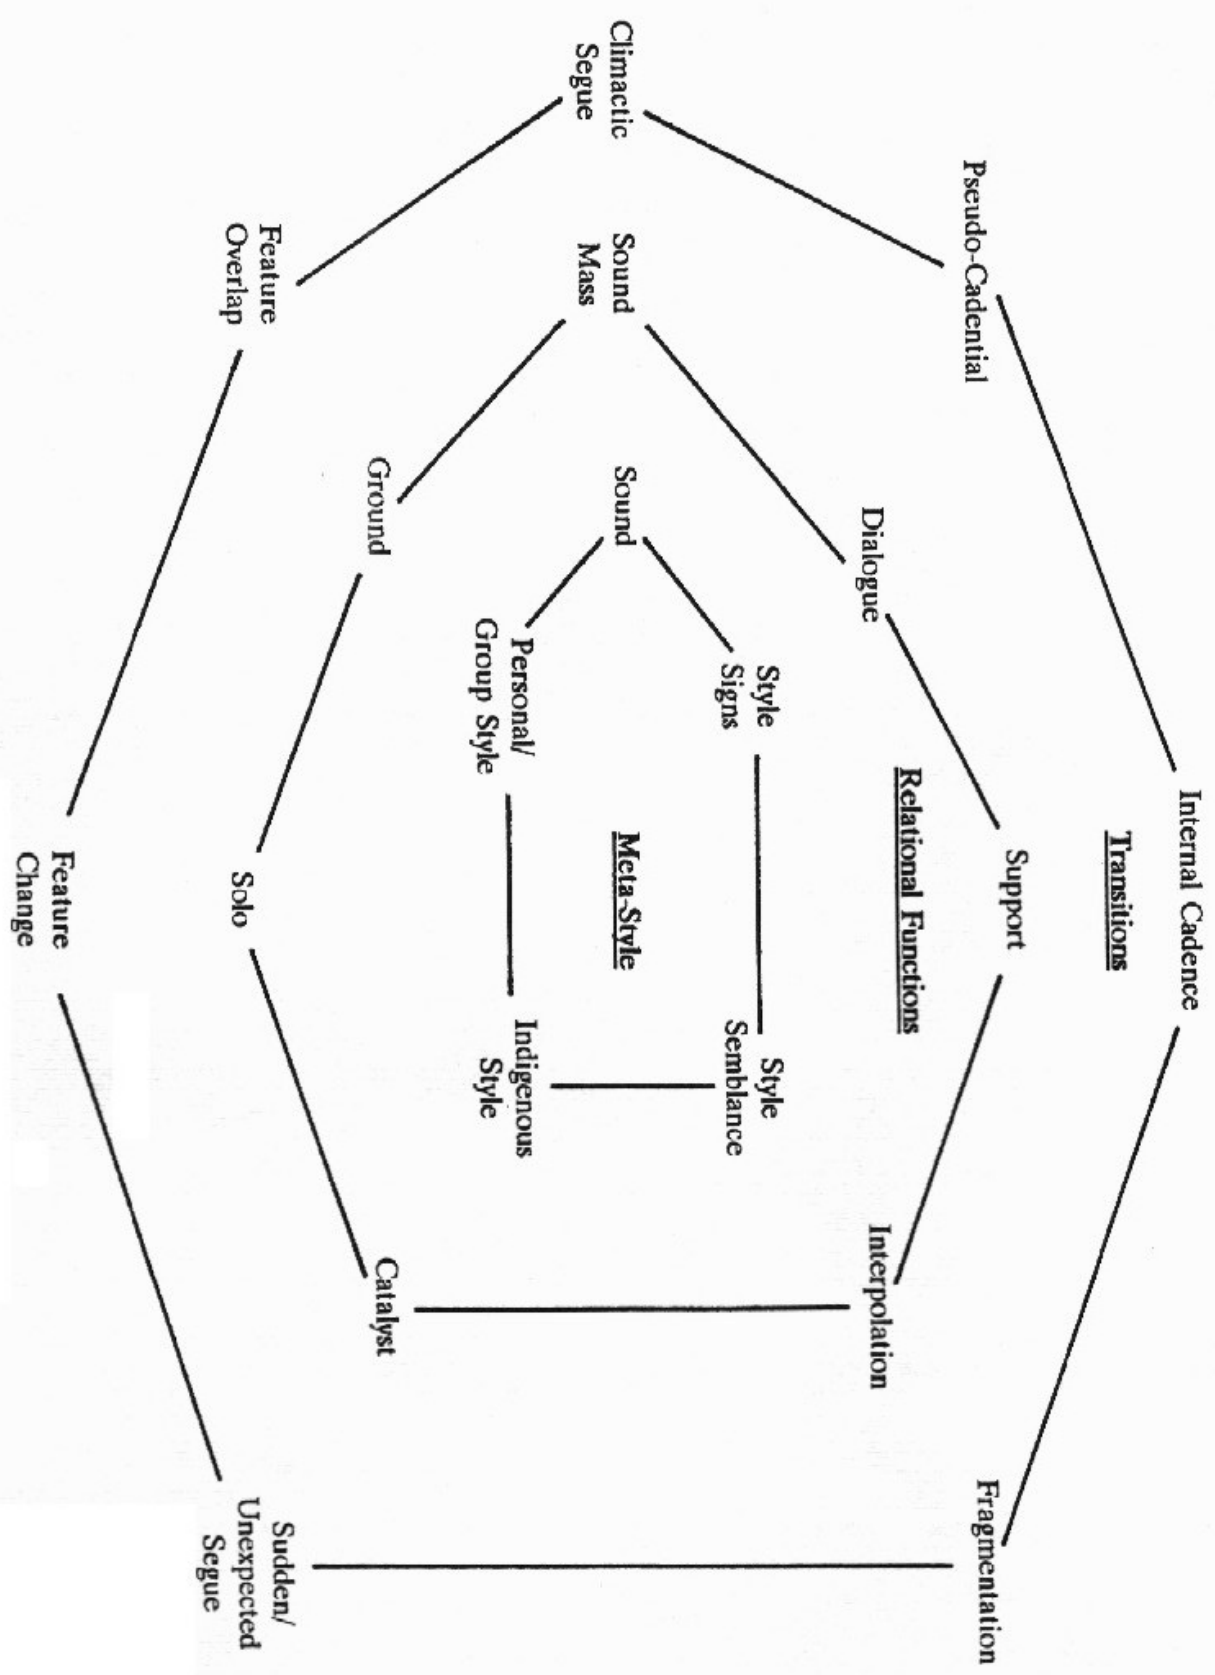 Internal Cadence
Transitions
Pseudo-Cadential
Fragmentation
Support
Relational Functions
Dialogue
Interpolation
Style
Signs
Style
Semblance
Climactic
Segue
Sound
Mass
Sound
Meta-Style
Personal/
Group Style
Indigenous
Style
Ground
Catalyst
Feature
Overlap
Solo
Sudden/
Unexpected
Segue
Feature
Change